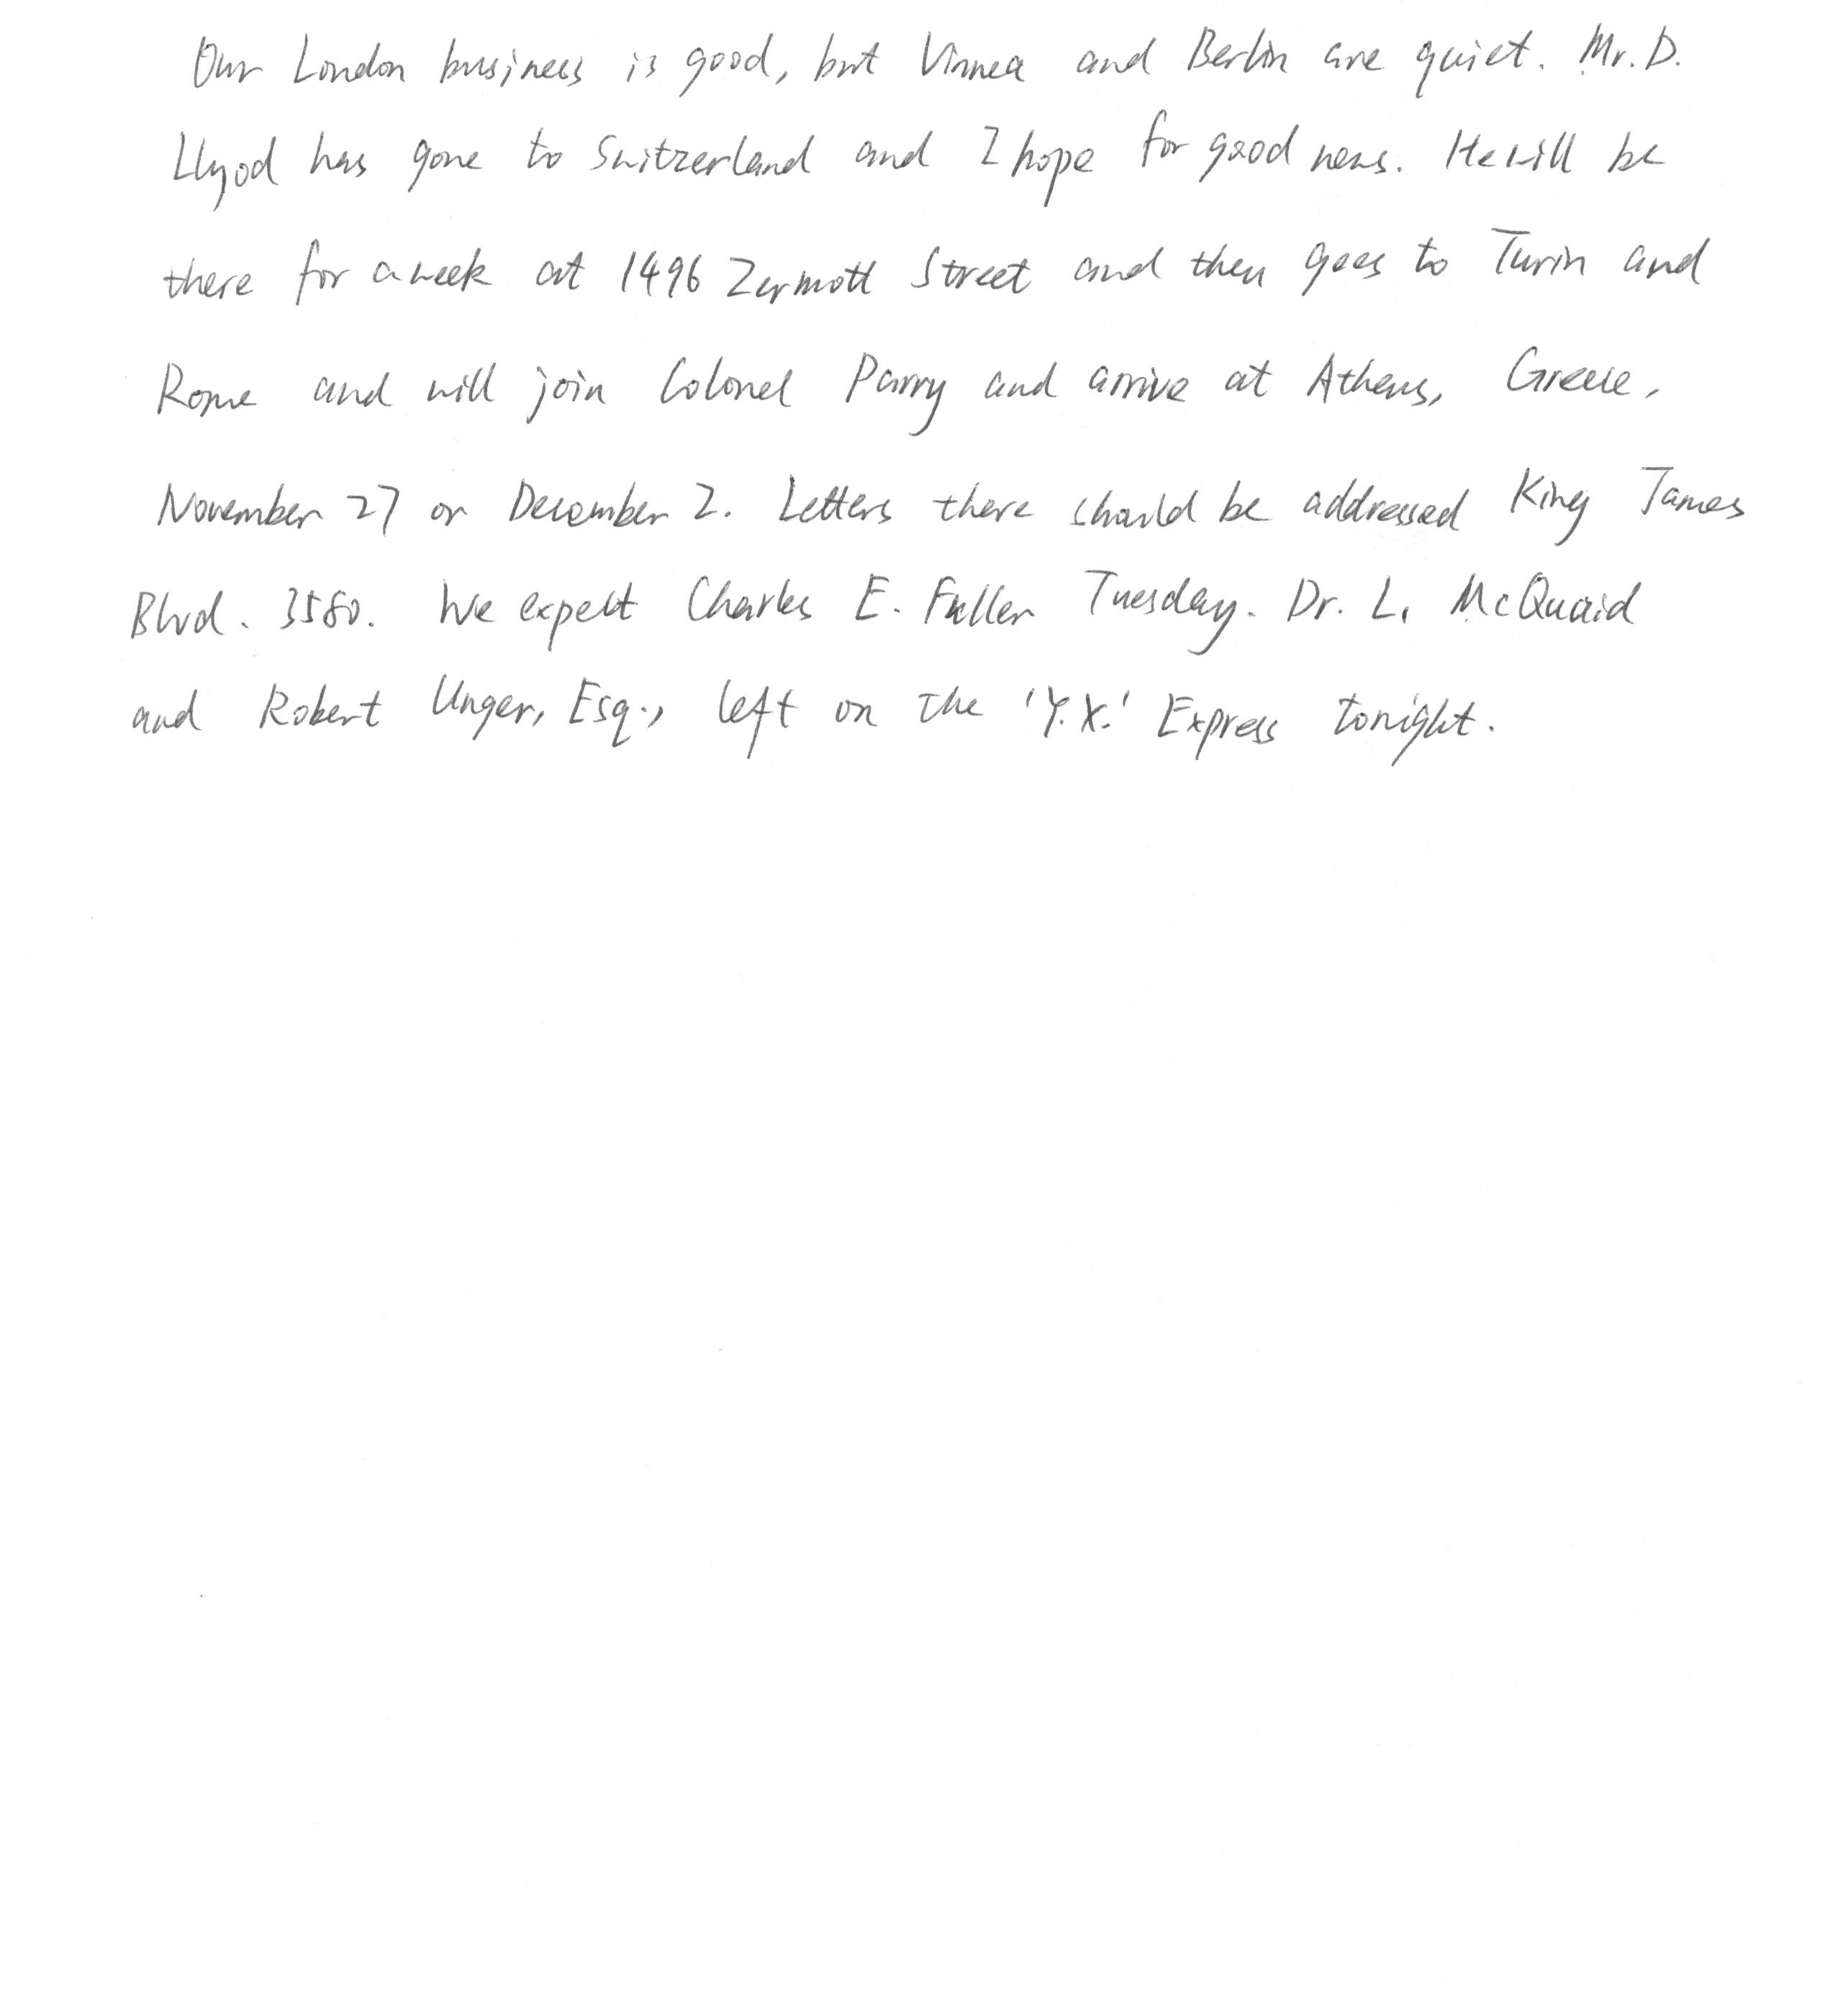 Our London business is good, but Vinnea and Berlin are quiet. Mr. D.
Llyod has gone to Switzerland and I hope for good news. He will be
there for a week at 1496 Zermott Street and then goes to Turin and
Rome and will join Colonel Parry and arrive at Athens, Greece,
November 27 or December 2. Letters there should be addressed King James
Blvd. 3580. We expect Charles E. Fuller Tuesday. Dr. L. McQuaid
and Robert Unger, Esq., left on the 'Y.X.' Express tonight.